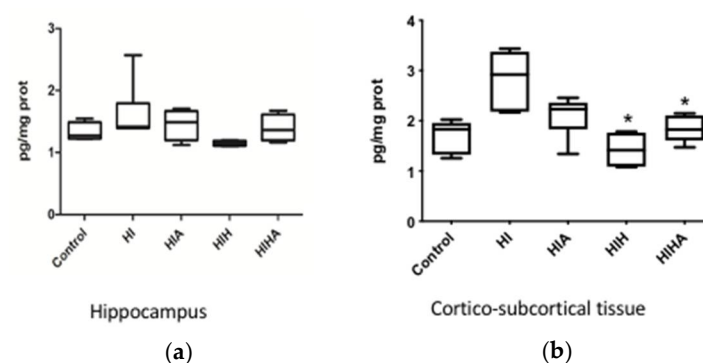 3
2
1
0
pg/mg prot
Control
HI
HIA
HIH
HIHA
Hippocampus
(a)
4
3
2
1
0
pg/mg prot
*
*
Control
HI
HIA
HIH
HIHA
Cortico-subcortical tissue
(b)